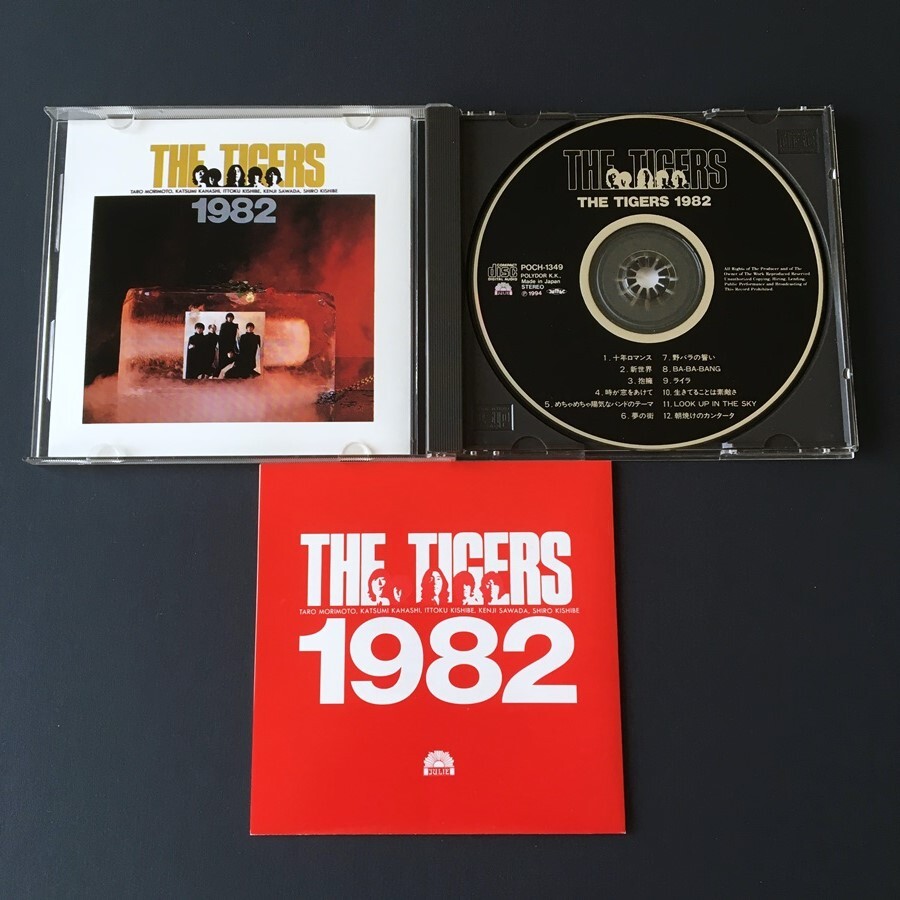 THE TIGERS
TARO MORIMOTO, KATSUMI KAHASHI, ITTOKU KISHIBE, KENJI SAWADA, SHIRO KISHIBE
1982
THE TIGERS
THE TIGERS 1982
COMPACT
disc
DIGITAL AUDIO
POCH-1349
POLYDOR K.K.,
Made in Japan
STEREO
Ⓟ 1994
All Rights of The Producer and of The
Owner of The Work Reproduced Reserved
Unauthorized Copying, Hiring, Lending,
Public Performance and Broadcasting of
This Record Prohibited.
1. 十年ロマンス
2. 新世界
3. 抱擁
4. 時が窓をあけて
5. めちゃめちゃ陽気なバンドのテーマ
6. 夢の街
7. 野バラの誓い
8. BA-BA-BANG
9. ライラ
10. 生きてることは素敵さ
11. LOOK UP IN THE SKY
12. 朝焼けのカンタータ
THE TIGERS
TARO MORIMOTO, KATSUMI KAHASHI, ITTOKU KISHIBE, KENJI SAWADA, SHIRO KISHIBE
1982
JULIE